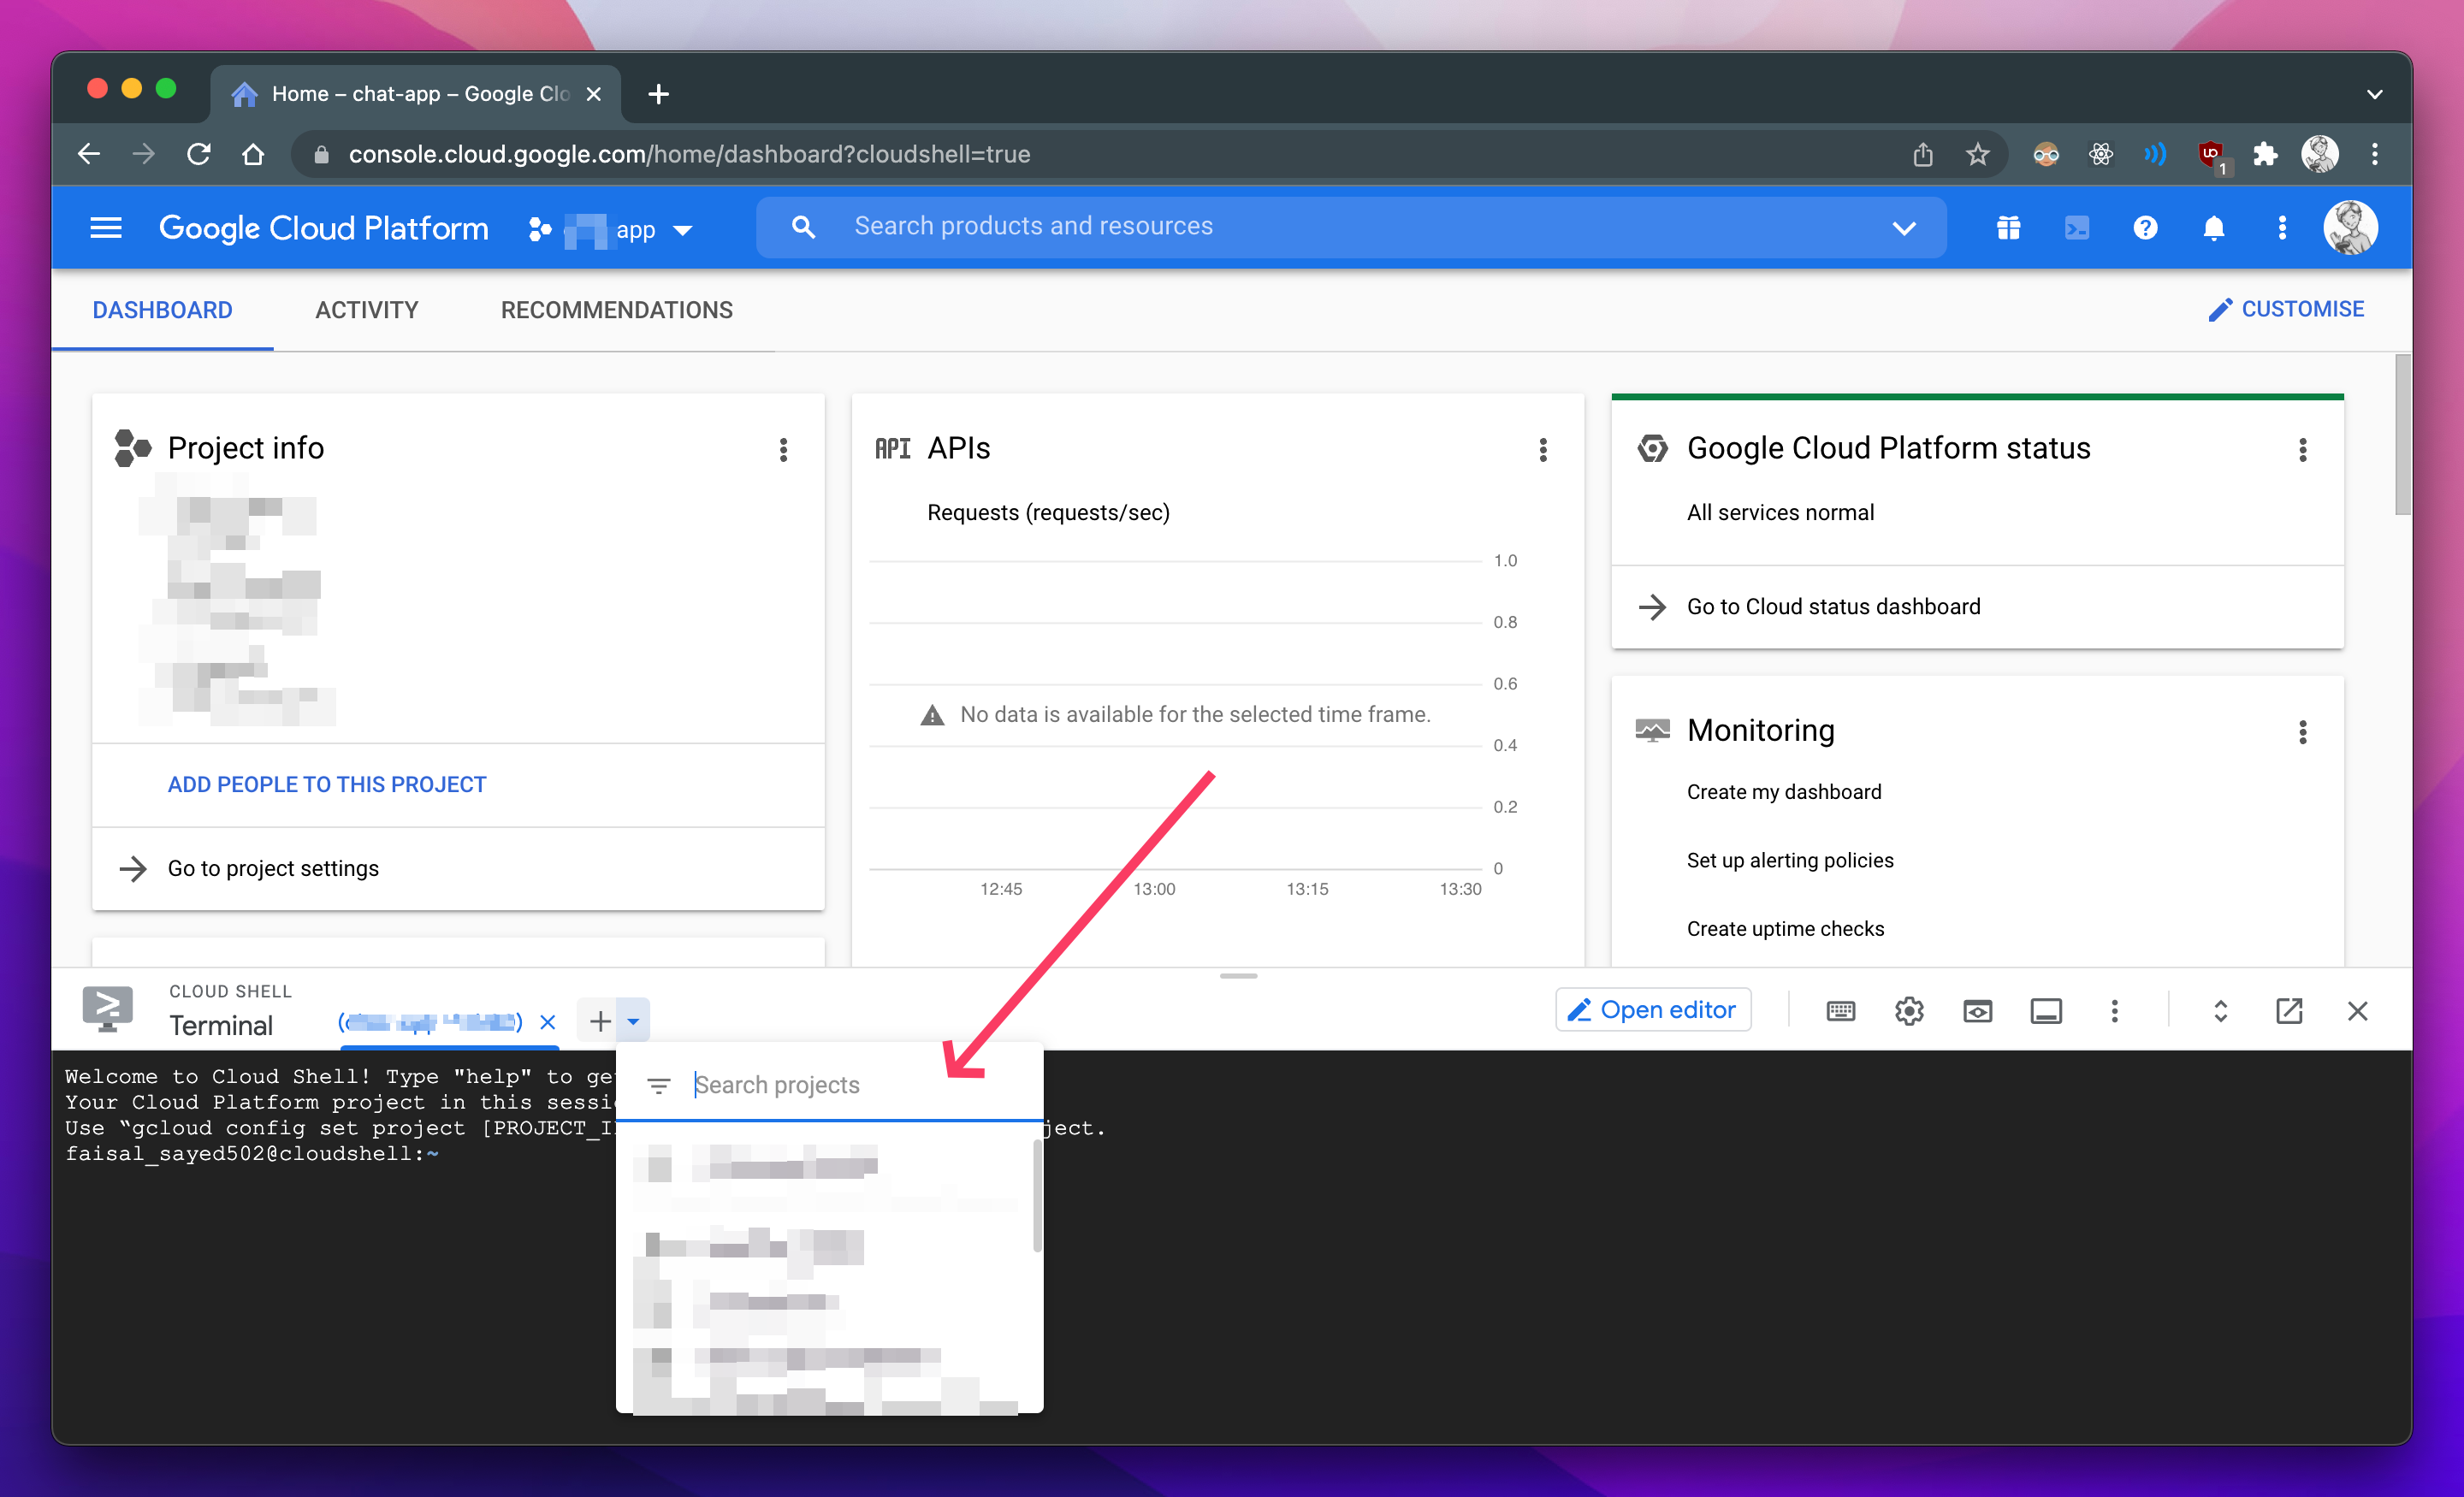 Home – chat-app – Google Clo
console.cloud.google.com/home/dashboard?cloudshell=true
1
Google Cloud Platform
app
Search products and resources
DASHBOARD
ACTIVITY
RECOMMENDATIONS
CUSTOMISE
Project info
ADD PEOPLE TO THIS PROJECT
Go to project settings
API APIs
Requests (requests/sec)
1.0
0.8
0.6
No data is available for the selected time frame.
0.4
0.2
0
12:45 13:00 13:15 13:30
Google Cloud Platform status
All services normal
Go to Cloud status dashboard
Monitoring
Create my dashboard
Set up alerting policies
Create uptime checks
CLOUD SHELL
Terminal
Open editor
Search projects
Welcome to Cloud Shell! Type "help" to ge
Your Cloud Platform project in this sessi
Use “gcloud config set project [PROJECT_I ject.
faisal_sayed502@cloudshell:~